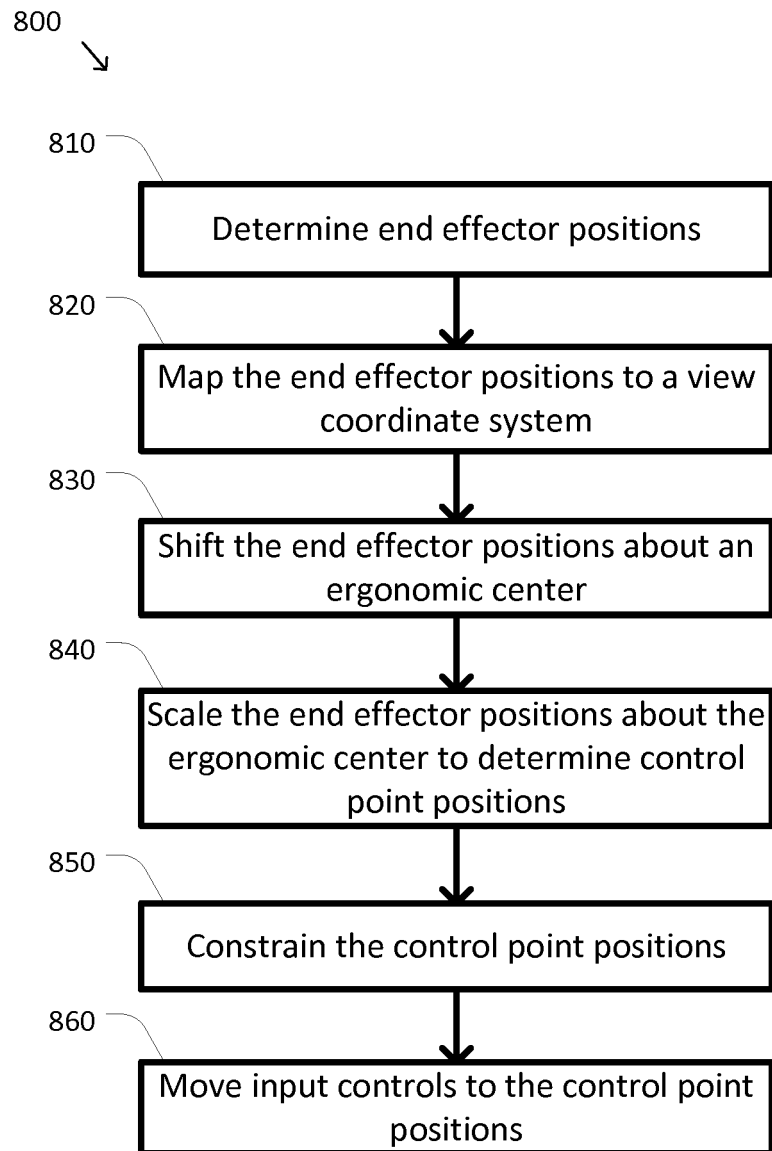 800
810
Determine end effector positions
820
Map the end effector positions to a view
coordinate system
830
Shift the end effector positions about an
ergonomic center
840
Scale the end effector positions about the
ergonomic center to determine control
point positions
850
Constrain the control point positions
860
Move input controls to the control point
positions